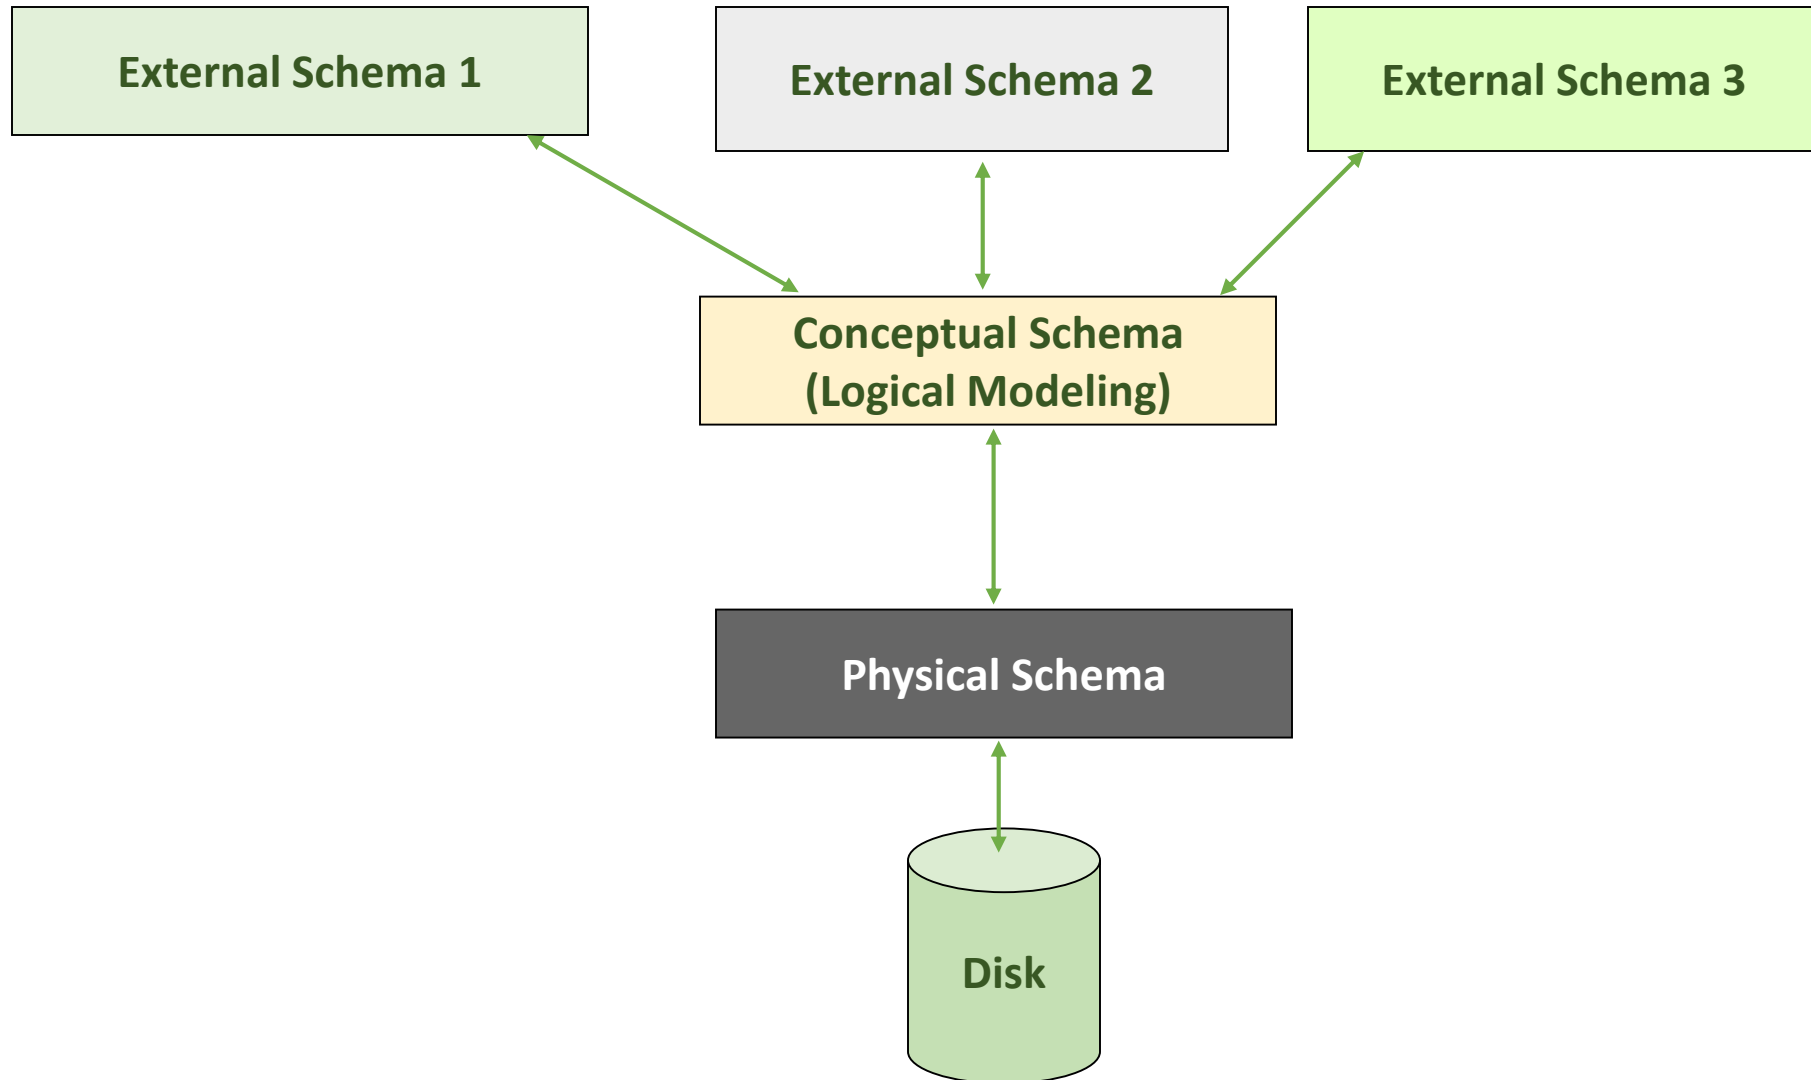 External Schema 1
External Schema 2
External Schema 3
Conceptual Schema
(Logical Modeling)
Physical Schema
Disk